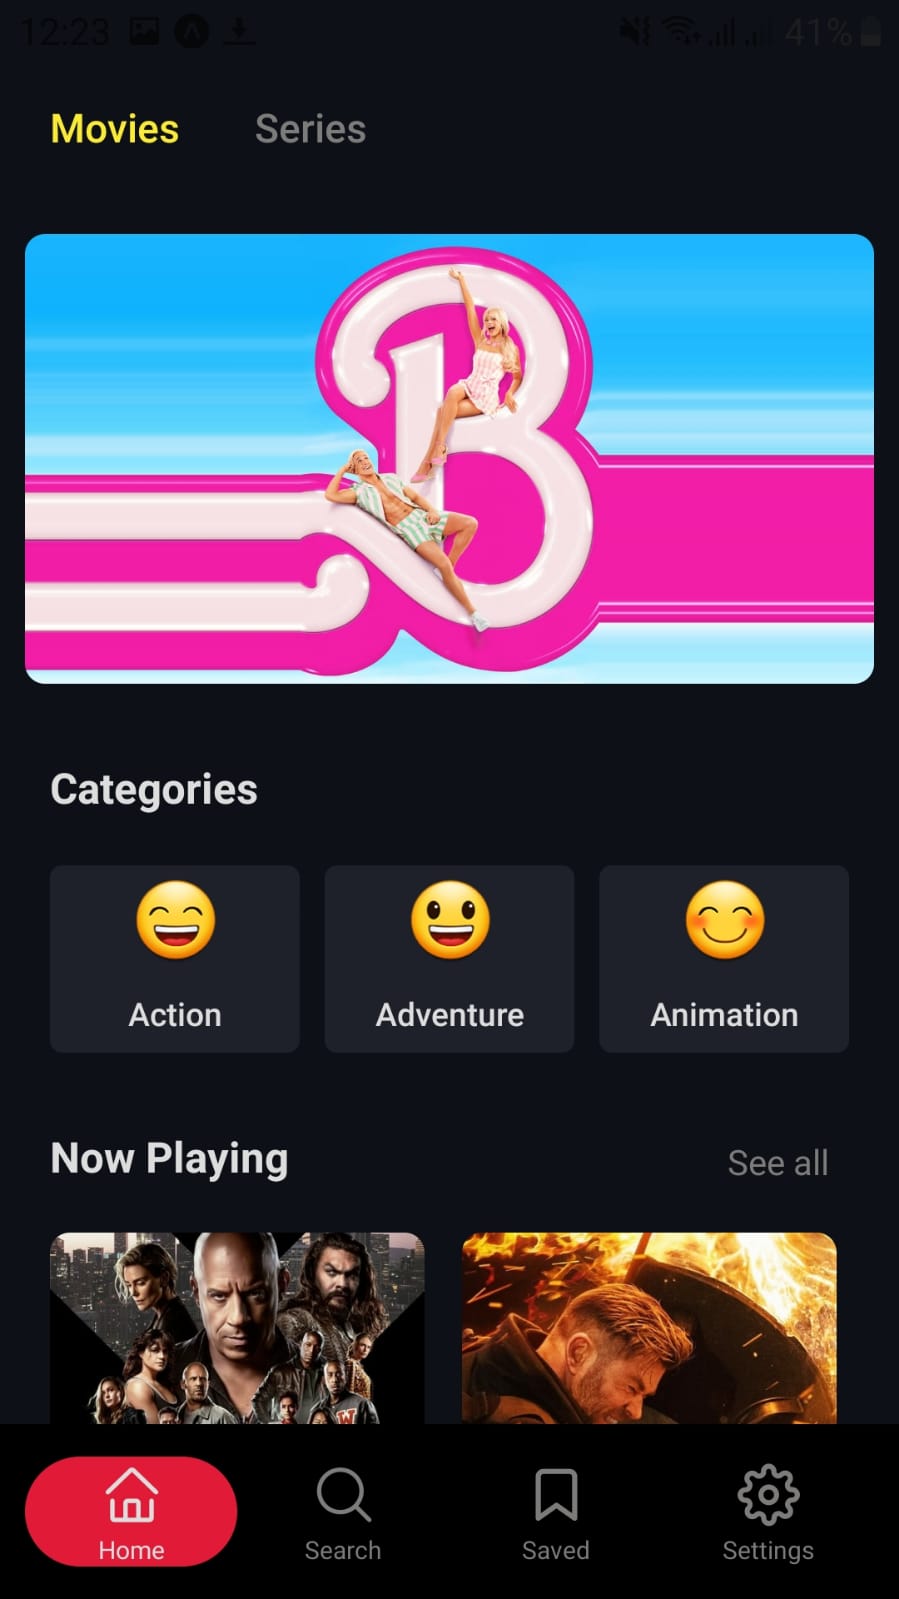 12:23 41%
Movies Series
B
Categories
Action Adventure Animation
Now Playing See all
W
Home Search Saved Settings